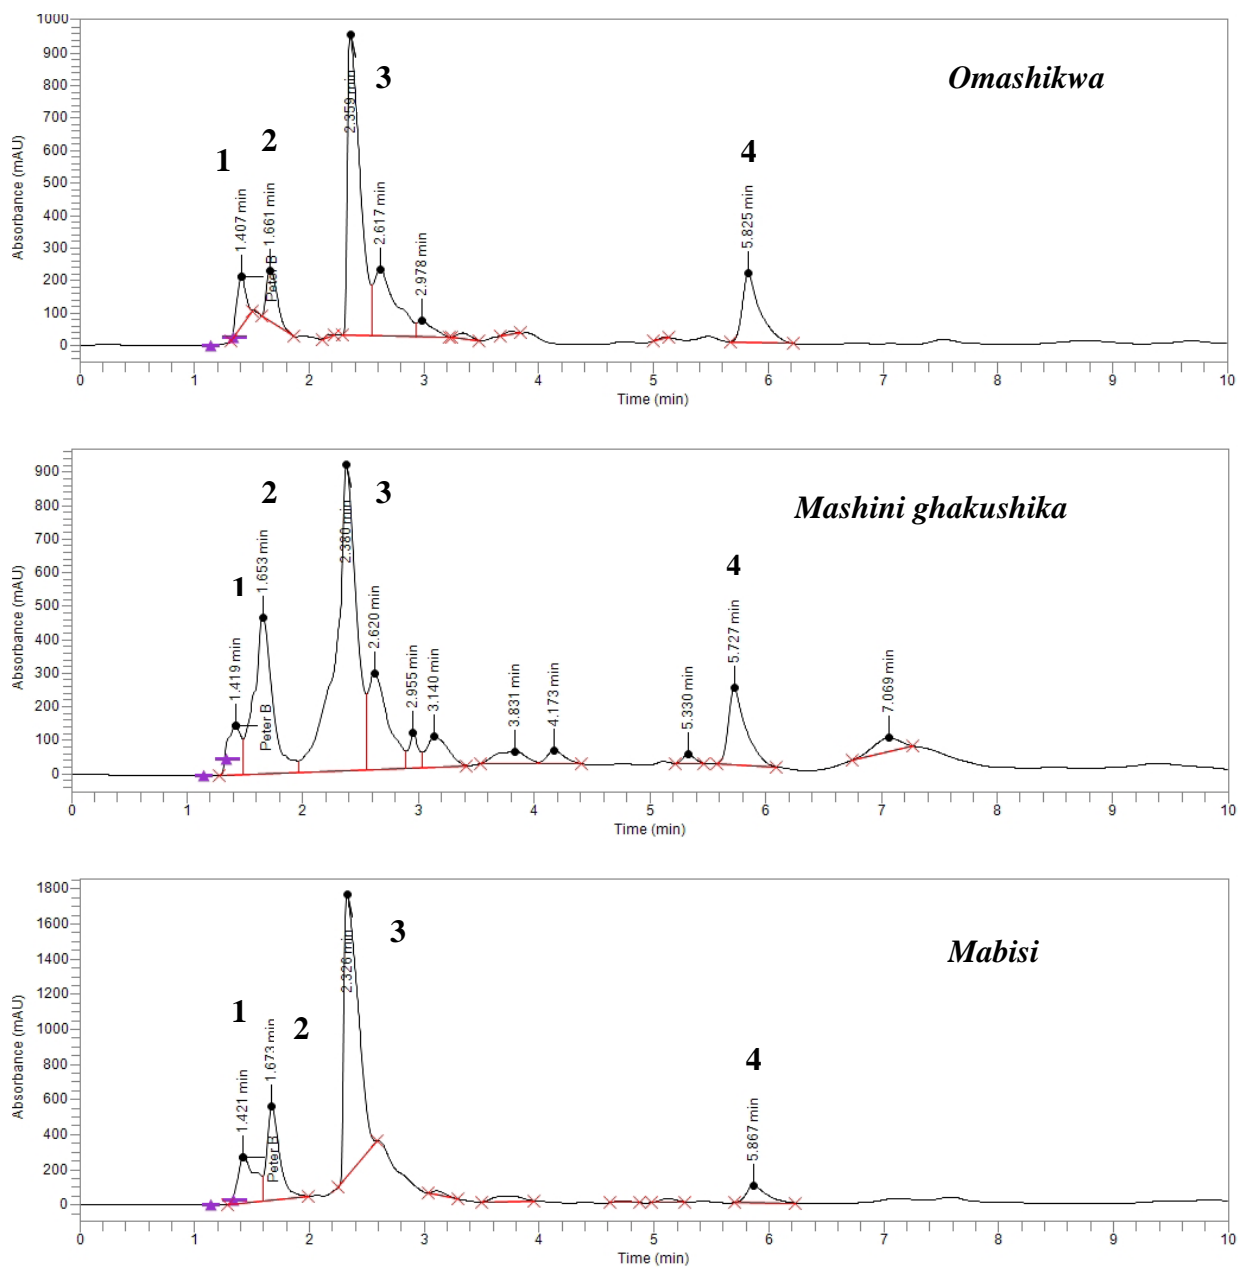 1000
900
800
700
600
500
400
300
200
100
0
Absorbance (mAU)
1
2
3
4
Omashikwa
1.407 min
1.661 min
Peter B
2.359 min
2.617 min
2.978 min
5.825 min
0 1 2 3 4 5 6 7 8 9 10
Time (min)
900
800
700
600
500
400
300
200
100
0
Absorbance (mAU)
1
2
3
4
Mashini ghakushika
1.419 min
1.653 min
Peter B
2.380 min
2.620 min
2.955 min
3.140 min
3.831 min
4.173 min
5.330 min
5.727 min
7.069 min
0 1 2 3 4 5 6 7 8 9 10
Time (min)
1800
1600
1400
1200
1000
800
600
400
200
0
Absorbance (mAU)
1
2
3
4
Mabisi
1.421 min
1.673 min
Peter B
2.326 min
5.867 min
0 1 2 3 4 5 6 7 8 9 10
Time (min)